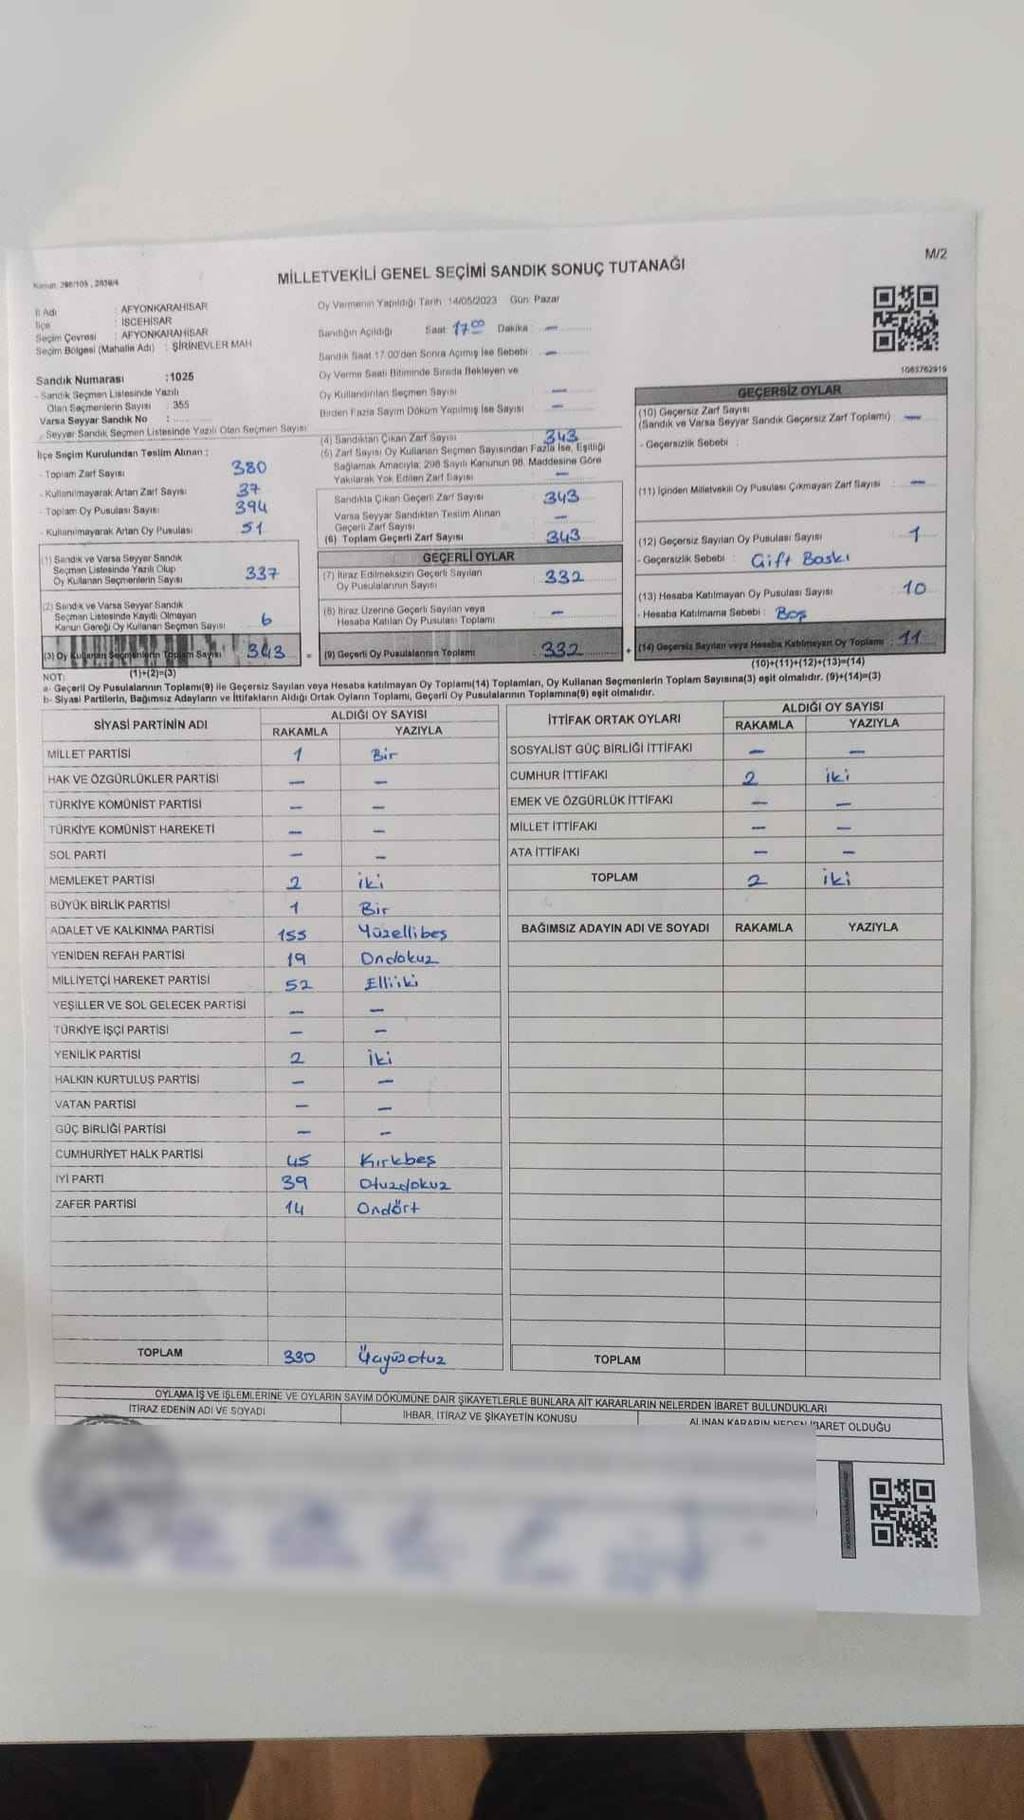 M/2
MİLLETVEKİLİ GENEL SEÇİMİ SANDIK SONUÇ TUTANAĞI
İl Adı : AFYONKARAHİSAR
İlçe : İSCEHİSAR
Seçim Çevresi : AFYONKARAHİSAR
Seçim Bölgesi (Mahalle Adı) : ŞİRİNEVLER MAH
Sandık Numarası :1025
- Sandık Seçmen Listesinde Yazılı
Olan Seçmenlerin Sayısı : 355
Varsa Seyyar Sandık No :
- Seyyar Sandık Seçmen Listesinde Yazılı Olan Seçmen Sayısı
İlçe Seçim Kurulundan Teslim Alınan :
- Toplam Zarf Sayısı 380
- Kullanılmayarak Artan Zarf Sayısı 37
- Toplam Oy Pusulası Sayısı 394
- Kullanılmayarak Artan Oy Pusulası 51
(1) Sandık ve Varsa Seyyar Sandık
Seçmen Listesinde Yazılı Olup
Oy Kullanan Seçmenlerin Sayısı 337
(2) Sandık ve Varsa Seyyar Sandık
Seçmen Listesinde Kayıtlı Olmayan
Kanun Gereği Oy Kullanan Seçmen Sayısı 6
(3) Oy Kullanan Seçmenlerin Toplam Sayısı 343
(1)+(2)=(3)
Oy Vermenin Yapıldığı Tarih :14/05/2023 Gün: Pazar
Sandığın Açıldığı Saat: 17 00 Dakika : —
Sandık Saat 17.00'den Sonra Açılmış İse Sebebi : —
Oy Verme Saati Bitiminde Sırada Bekleyen ve
Oy Kullandırılan Seçmen Sayısı —
Birden Fazla Sayım Döküm Yapılmış İse Sayısı —
(4) Sandıktan Çıkan Zarf Sayısı 343
(5) Zarf Sayısı Oy Kullanan Seçmen Sayısından Fazla İse, Eşitliği
Sağlamak Amacıyla; 298 Sayılı Kanunun 98. Maddesine Göre
Yakılarak Yok Edilen Zarf Sayısı —
Sandıkta Çıkan Geçerli Zarf Sayısı 343
Varsa Seyyar Sandıktan Teslim Alınan
Geçerli Zarf Sayısı —
(6) Toplam Geçerli Zarf Sayısı 343
GEÇERLİ OYLAR
(7) İtiraz Edilmeksizin Geçerli Sayılan
Oy Pusulalarının Sayısı 332
(8) İtiraz Üzerine Geçerli Sayılan veya
Hesaba Katılan Oy Pusulası Toplamı —
= (9) Geçerli Oy Pusulalarının Toplamı 332
1083762919
GEÇERSİZ OYLAR
(10) Geçersiz Zarf Sayısı
(Sandık ve Varsa Seyyar Sandık Geçersiz Zarf Toplamı) —
- Geçersizlik Sebebi :
(11) İçinden Milletvekili Oy Pusulası Çıkmayan Zarf Sayısı —
(12) Geçersiz Sayılan Oy Pusulası Sayısı 1
- Geçersizlik Sebebi : Çift Baskı
(13) Hesaba Katılmayan Oy Pusulası Sayısı 10
- Hesaba Katılmama Sebebi : Boş
+ (14) Geçersiz Sayılan veya Hesaba Katılmayan Oy Toplamı : 11
(10)+(11)+(12)+(13)=(14)
NOT:
a- Geçerli Oy Pusulalarının Toplamı(9) ile Geçersiz Sayılan veya Hesaba katılmayan Oy Toplamı(14) Toplamları, Oy Kullanan Seçmenlerin Toplam Sayısına(3) eşit olmalıdır. (9)+(14)=(3)
b- Siyasi Partilerin, Bağımsız Adayların ve İttifakların Aldığı Ortak Oyların Toplamı, Geçerli Oy Pusulalarının Toplamına(9) eşit olmalıdır.
SİYASİ PARTİNİN ADI ALDIĞI OY SAYISI
RAKAMLA YAZIYLA
MİLLET PARTİSİ 1 Bir
HAK VE ÖZGÜRLÜKLER PARTİSİ — —
TÜRKİYE KOMÜNİST PARTİSİ — —
TÜRKİYE KOMÜNİST HAREKETİ — —
SOL PARTİ — —
MEMLEKET PARTİSİ 2 iki
BÜYÜK BİRLİK PARTİSİ 1 Bir
ADALET VE KALKINMA PARTİSİ 155 Yüzellibeş
YENİDEN REFAH PARTİSİ 19 Ondokuz
MİLLİYETÇİ HAREKET PARTİSİ 52 Elliiki
YEŞİLLER VE SOL GELECEK PARTİSİ — —
TÜRKİYE İŞÇİ PARTİSİ — —
YENİLİK PARTİSİ 2 İki
HALKIN KURTULUŞ PARTİSİ — —
VATAN PARTİSİ — —
GÜÇ BİRLİĞİ PARTİSİ — —
CUMHURİYET HALK PARTİSİ 45 Kırkbeş
İYİ PARTİ 39 Otuzdokuz
ZAFER PARTİSİ 14 Ondört
TOPLAM 330 Üçyüzotuz
İTTİFAK ORTAK OYLARI ALDIĞI OY SAYISI
RAKAMLA YAZIYLA
SOSYALİST GÜÇ BİRLİĞİ İTTİFAKI — —
CUMHUR İTTİFAKI 2 iki
EMEK VE ÖZGÜRLÜK İTTİFAKI — —
MİLLET İTTİFAKI — —
ATA İTTİFAKI — —
TOPLAM 2 iki
BAĞIMSIZ ADAYIN ADI VE SOYADI RAKAMLA YAZIYLA
TOPLAM
OYLAMA İŞ VE İŞLEMLERİNE VE OYLARIN SAYIM DÖKÜMÜNE DAİR ŞİKAYETLERLE BUNLARA AİT KARARLARIN NELERDEN İBARET BULUNDUKLARI
İTİRAZ EDENİN ADI VE SOYADI İHBAR, İTİRAZ VE ŞİKAYETİN KONUSU ALINAN KARARIN NEDEN İBARET OLDUĞU